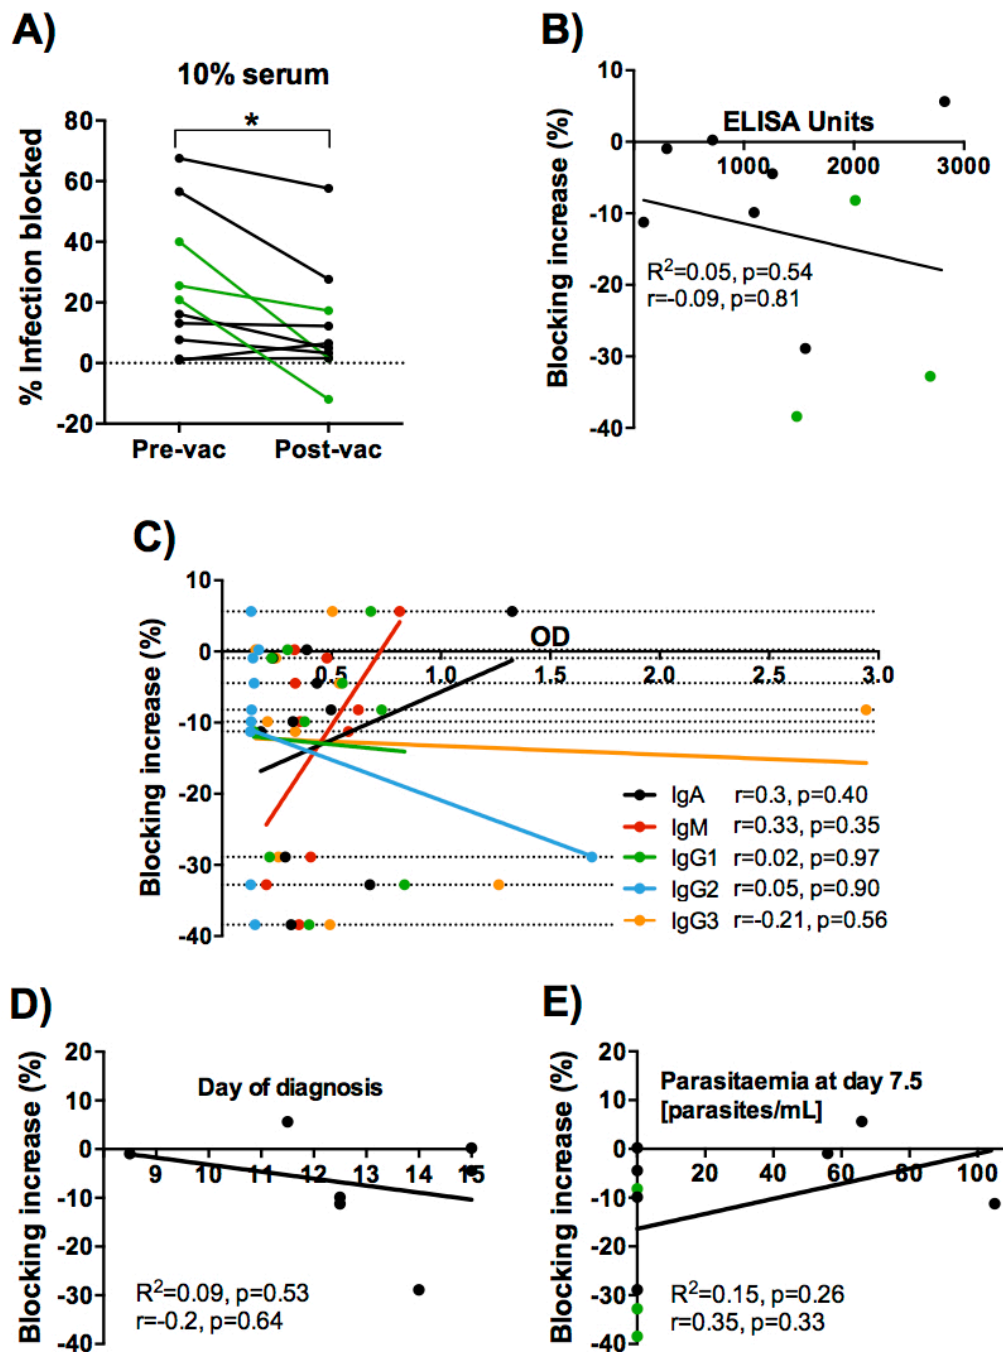 A)
10% serum
*
% Infection blocked
80
60
40
20
0
-20
Pre-vac
Post-vac
B)
Blocking increase (%)
10
0
-10
-20
-30
-40
ELISA Units
1000
2000
3000
R²=0.05, p=0.54
r=-0.09, p=0.81
C)
Blocking increase (%)
10
0
-10
-20
-30
-40
OD
0.5
1.0
1.5
2.0
2.5
3.0
IgA r=0.3, p=0.40
IgM r=0.33, p=0.35
IgG1 r=0.02, p=0.97
IgG2 r=0.05, p=0.90
IgG3 r=-0.21, p=0.56
D)
Blocking increase (%)
20
10
0
-10
-20
-30
-40
Day of diagnosis
9
10
11
12
13
14
15
R²=0.09, p=0.53
r=-0.2, p=0.64
E)
Blocking increase (%)
20
10
0
-10
-20
-30
-40
Parasitaemia at day 7.5
[parasites/mL]
20
40
60
80
100
R²=0.15, p=0.26
r=0.35, p=0.33